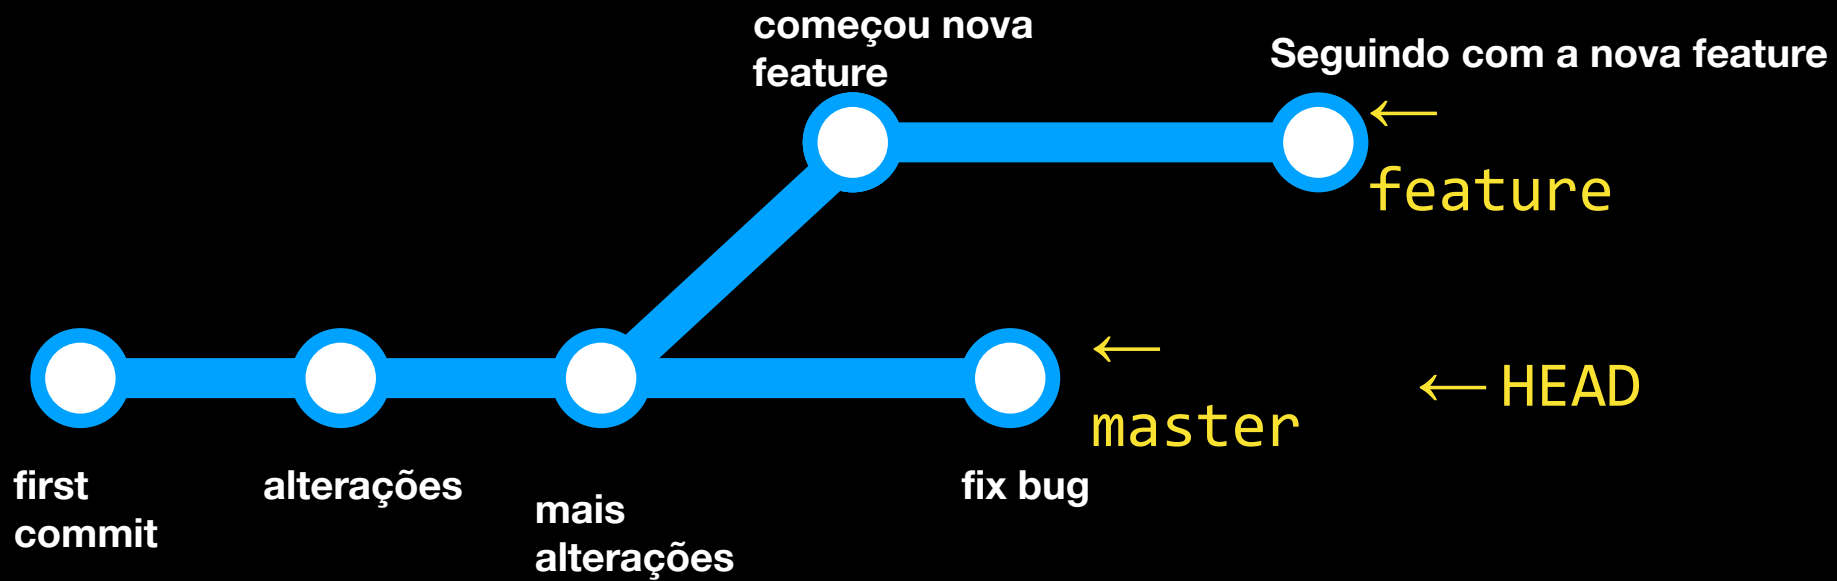 começou nova
feature
Seguindo com a nova feature
←
feature
←
master
← HEAD
first
commit
alterações
mais
alterações
fix bug